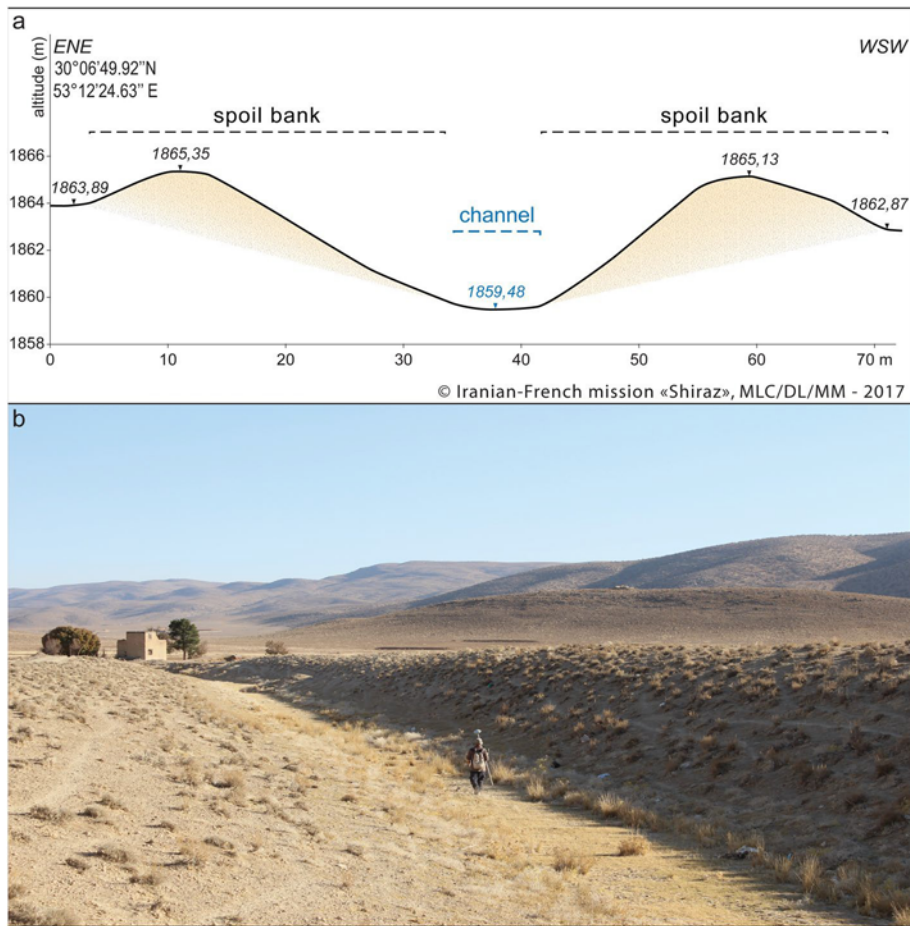 a
altitude (m)
ENE
WSW
30°06'49.92"N
53°12'24.63" E
spoil bank
spoil bank
1866
1865,35
1865,13
1863,89
1864
1862,87
channel
1862
1860
1859,48
1858
0 10 20 30 40 50 60 70 m
© Iranian-French mission «Shiraz», MLC/DL/MM - 2017
b